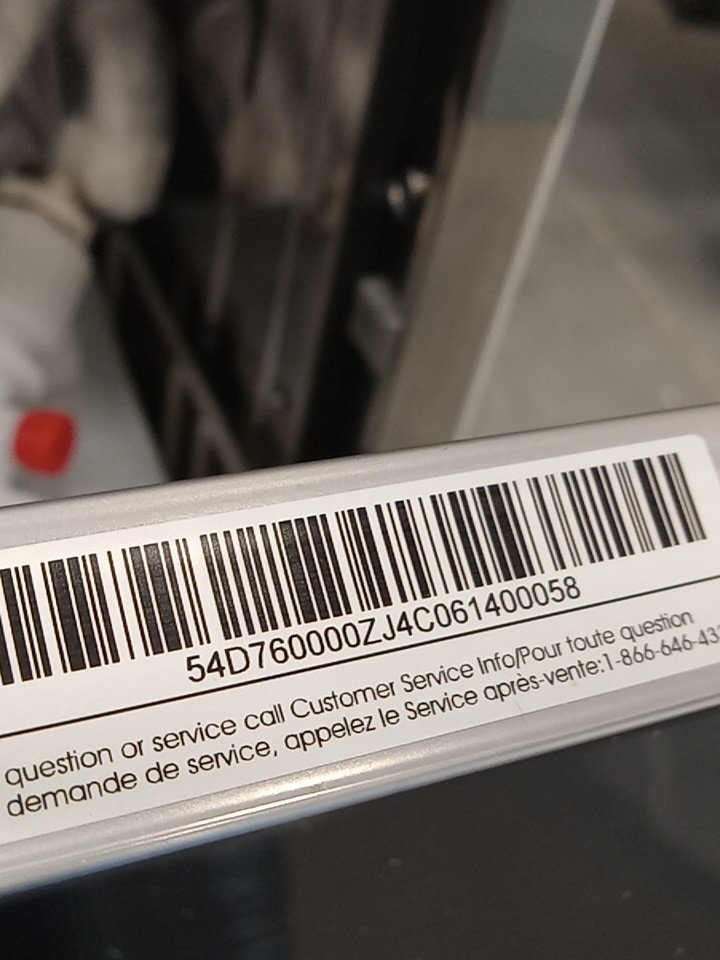 54D760000ZJ4C061400058
question or service call Customer Service Info/Pour toute question
demande de service, appelez le Service après-vente:1-866-646-43